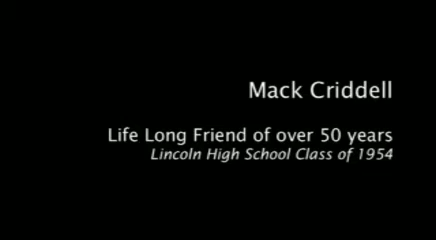 Mack Criddell
Life Long Friend of over 50 years
Lincoln High School Class of 1954